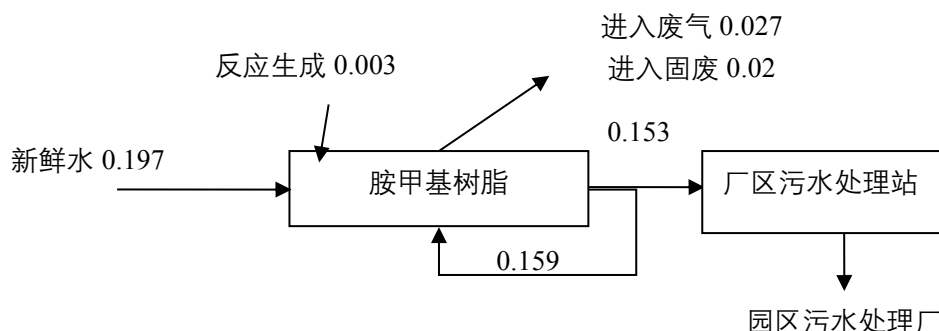 进入废气 0.027
反应生成 0.003
进入固废 0.02
0.153
新鲜水 0.197
胺甲基树脂
厂区污水处理站
0.159
园区污水处理厂